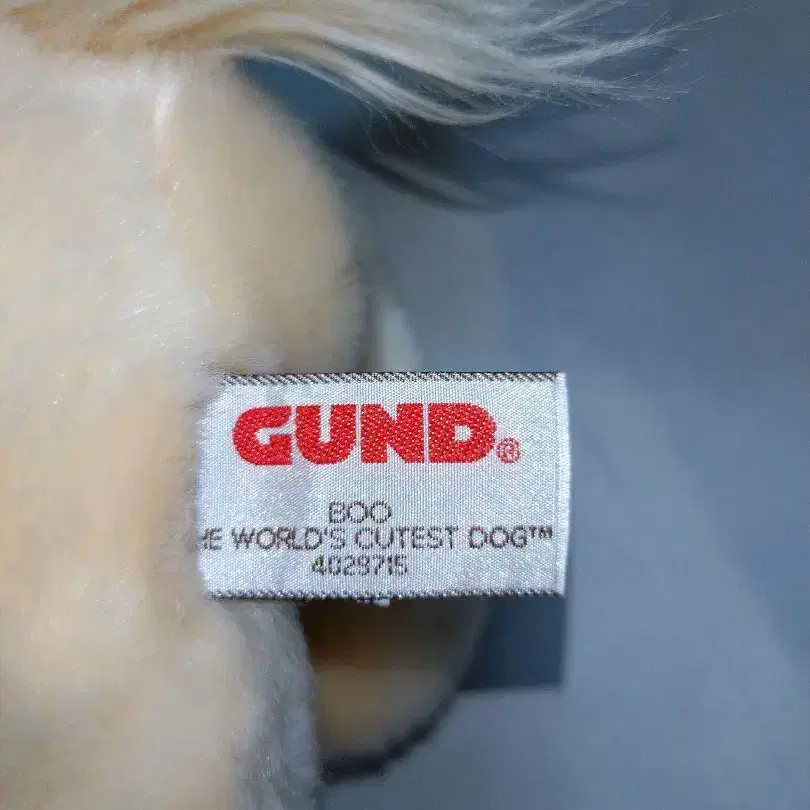 GUND®
BOO
HE WORLD'S CUTEST DOG™
4029715